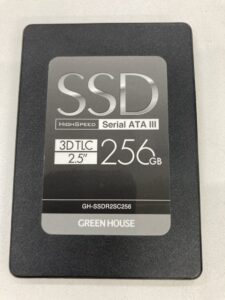 SSD
HIGHSPEED Serial ATA III
3D TLC
2.5" 256GB
GH-SSDR2SC256
GREEN HOUSE